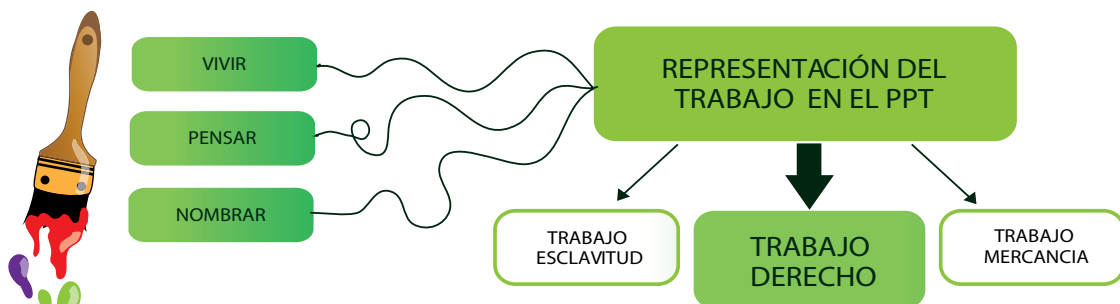 VIVIR
PENSAR
NOMBRAR
REPRESENTACIÓN DEL
TRABAJO EN EL PPT
TRABAJO
ESCLAVITUD
TRABAJO
DERECHO
TRABAJO
MERCANCIA